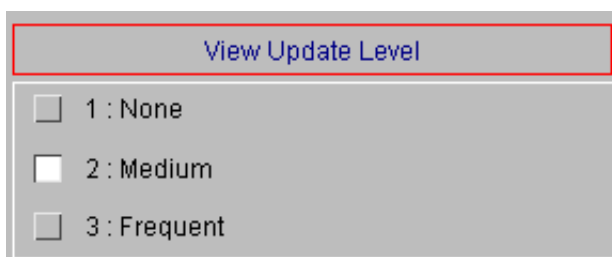 View Update Level
1 : None
2 : Medium
3 : Frequent